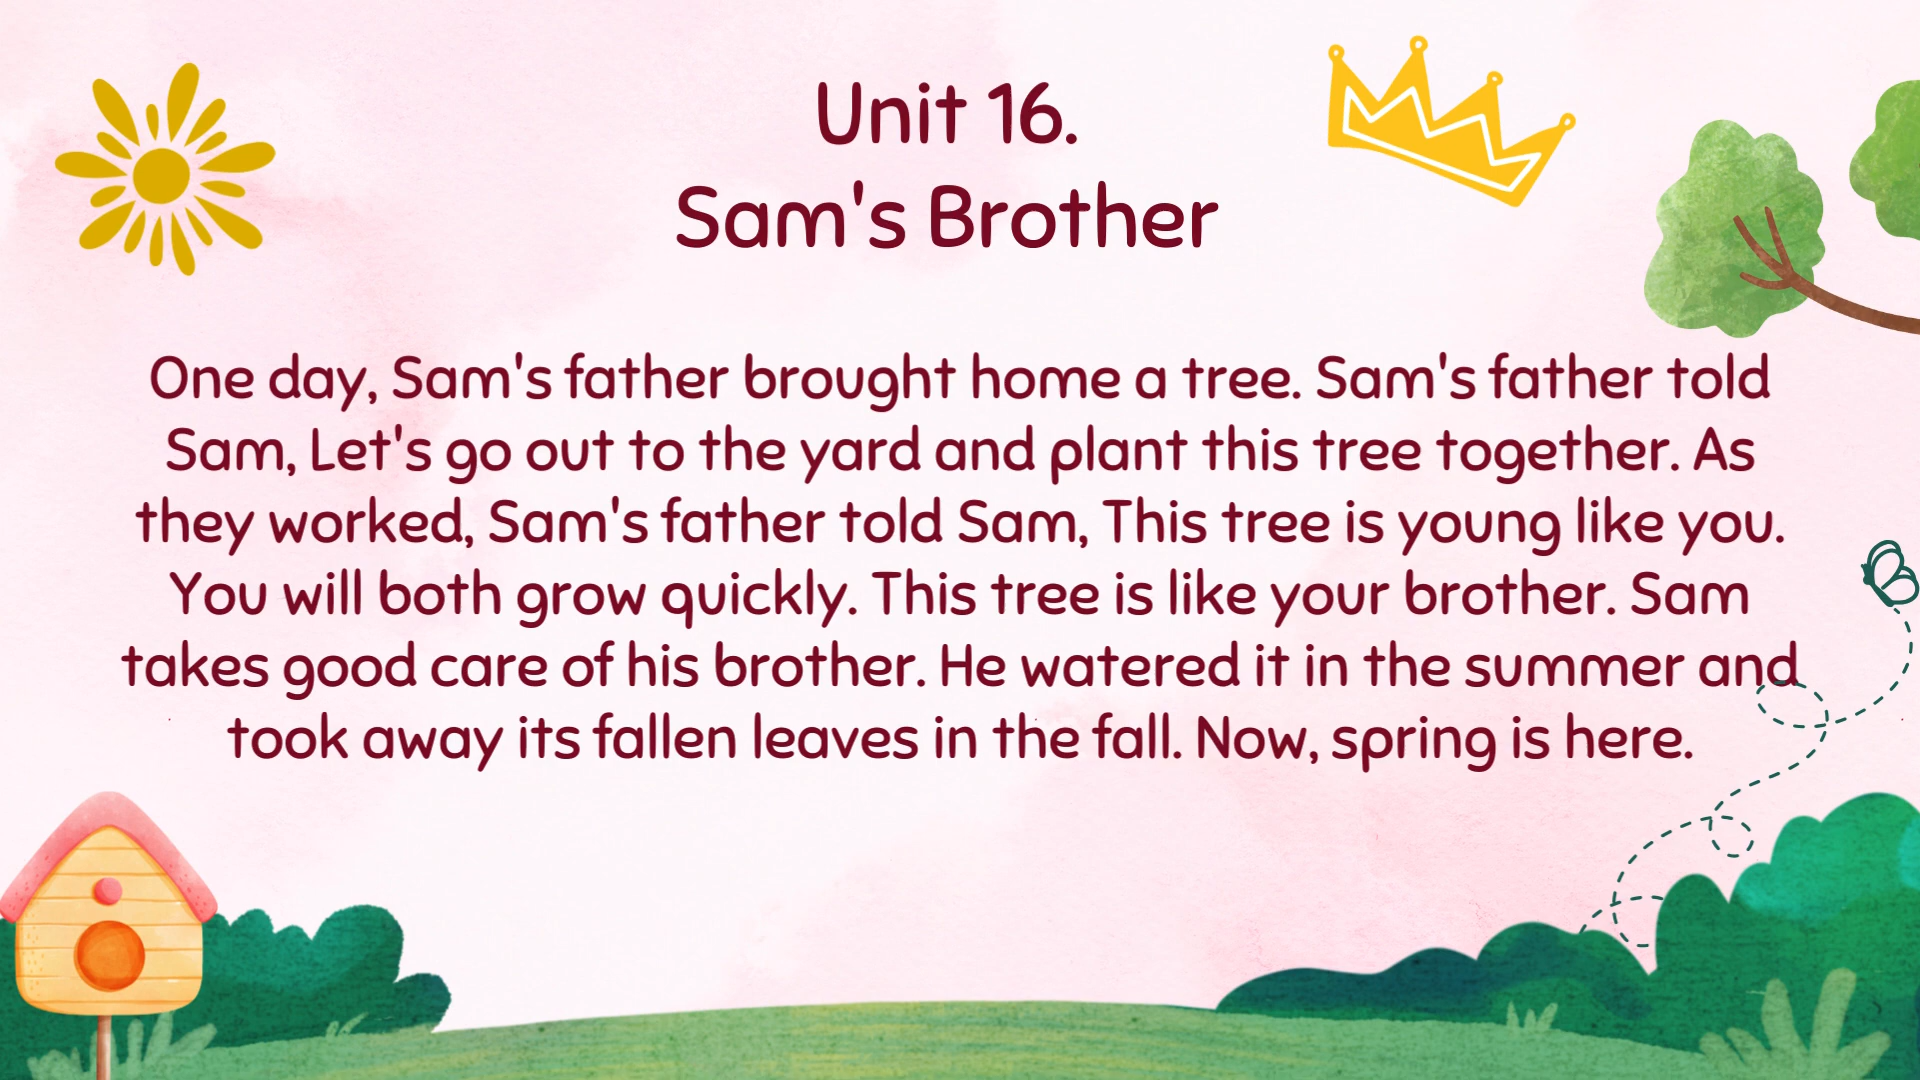 Unit 16.
Sam's Brother
One day, Sam's father brought home a tree. Sam's father told
Sam, Let's go out to the yard and plant this tree together. As
they worked, Sam's father told Sam, This tree is young like you.
You will both grow quickly. This tree is like your brother. Sam
takes good care of his brother. He watered it in the summer and
took away its fallen leaves in the fall. Now, spring is here.